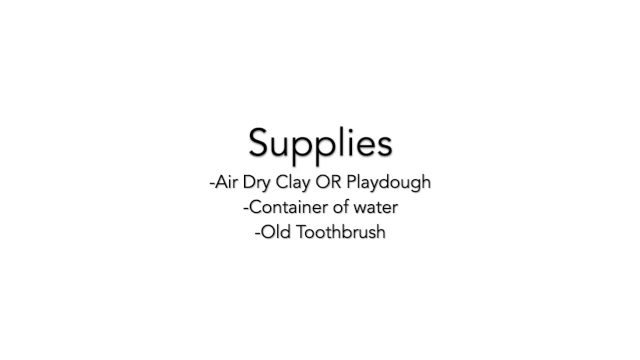 Supplies
-Air Dry Clay OR Playdough
-Container of water
-Old Toothbrush